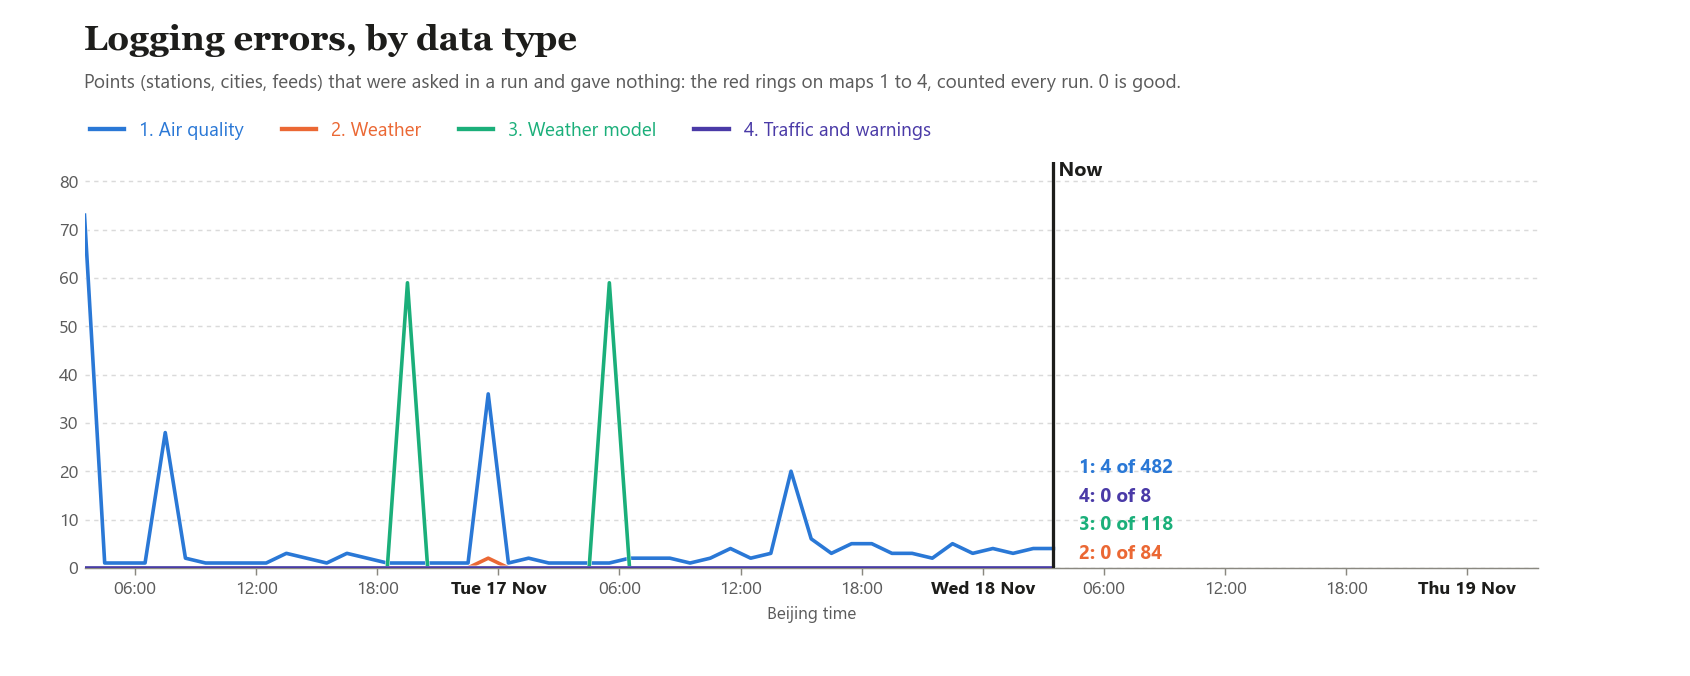 Logging errors, by data type
Points (stations, cities, feeds) that were asked in a run and gave nothing: the red rings on maps 1 to 4, counted every run. 0 is good.
1. Air quality 2. Weather 3. Weather model 4. Traffic and warnings
Now
80
70
60
50
40
30
20
10
0
1: 4 of 482
4: 0 of 8
3: 0 of 118
2: 0 of 84
06:00 12:00 18:00 Tue 17 Nov 06:00 12:00 18:00 Wed 18 Nov 06:00 12:00 18:00 Thu 19 Nov
Beijing time